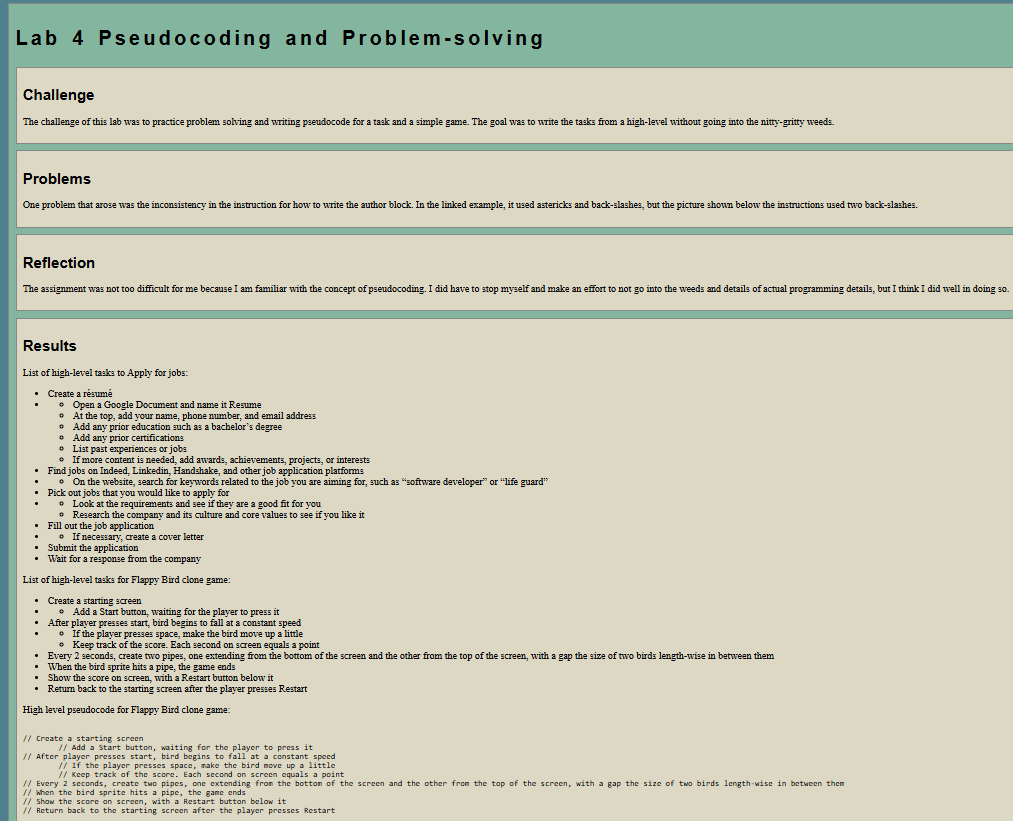 Lab 4 Pseudocoding and Problem-solving
Challenge
The challenge of this lab was to practice problem solving and writing pseudocode for a task and a simple game. The goal was to write the tasks from a high-level without going into the nitty-gritty weeds.
Problems
One problem that arose was the inconsistency in the instruction for how to write the author block. In the linked example, it used astericks and back-slashes, but the picture shown below the instructions used two back-slashes.
Reflection
The assignment was not too difficult for me because I am familiar with the concept of pseudocoding. I did have to stop myself and make an effort to not go into the weeds and details of actual programming details, but I think I did well in doing so.
Results
List of high-level tasks to Apply for jobs:
• Create a résumé
• ◦ Open a Google Document and name it Resume
◦ At the top, add your name, phone number, and email address
◦ Add any prior education such as a bachelor’s degree
◦ Add any prior certifications
◦ List past experiences or jobs
◦ If more content is needed, add awards, achievements, projects, or interests
• Find jobs on Indeed, Linkedin, Handshake, and other job application platforms
• ◦ On the website, search for keywords related to the job you are aiming for, such as “software developer” or “life guard”
• Pick out jobs that you would like to apply for
• ◦ Look at the requirements and see if they are a good fit for you
◦ Research the company and its culture and core values to see if you like it
• Fill out the job application
• ◦ If necessary, create a cover letter
• Submit the application
• Wait for a response from the company
List of high-level tasks for Flappy Bird clone game:
• Create a starting screen
• ◦ Add a Start button, waiting for the player to press it
• After player presses start, bird begins to fall at a constant speed
• ◦ If the player presses space, make the bird move up a little
◦ Keep track of the score. Each second on screen equals a point
• Every 2 seconds, create two pipes, one extending from the bottom of the screen and the other from the top of the screen, with a gap the size of two birds length-wise in between them
• When the bird sprite hits a pipe, the game ends
• Show the score on screen, with a Restart button below it
• Return back to the starting screen after the player presses Restart
High level pseudocode for Flappy Bird clone game:
// Create a starting screen
// Add a Start button, waiting for the player to press it
// After player presses start, bird begins to fall at a constant speed
// If the player presses space, make the bird move up a little
// Keep track of the score. Each second on screen equals a point
// Every 2 seconds, create two pipes, one extending from the bottom of the screen and the other from the top of the screen, with a gap the size of two birds length-wise in between them
// When the bird sprite hits a pipe, the game ends
// Show the score on screen, with a Restart button below it
// Return back to the starting screen after the player presses Restart